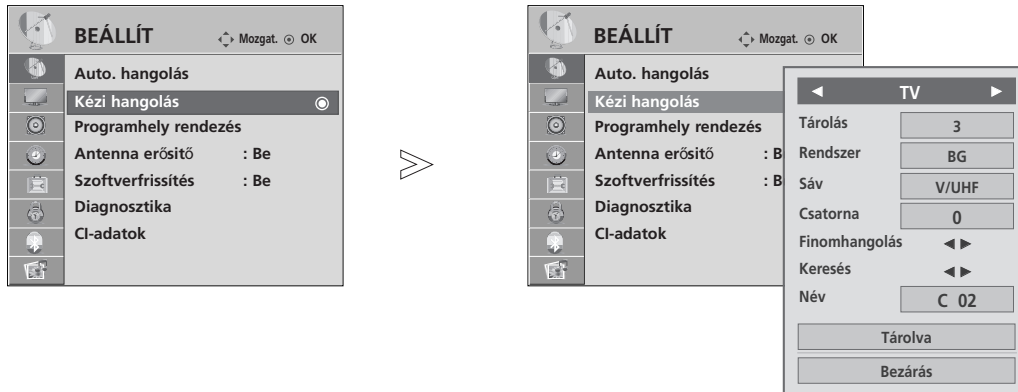 BEÁLLÍT Mozgat. OK
Auto. hangolás
Kézi hangolás
Programhely rendezés
Antenna erősitő : Be
Szoftverfrissítés : Be
Diagnosztika
CI-adatok
BEÁLLÍT Mozgat. OK
Auto. hangolás
Kézi hangolás
Programhely rendezés
Antenna erősitő : B
Szoftverfrissítés : B
Diagnosztika
CI-adatok
◄ TV ►
Tárolás 3
Rendszer BG
Sáv V/UHF
Csatorna 0
Finomhangolás ◄ ►
Keresés ◄ ►
Név C 02
Tárolva
Bezárás